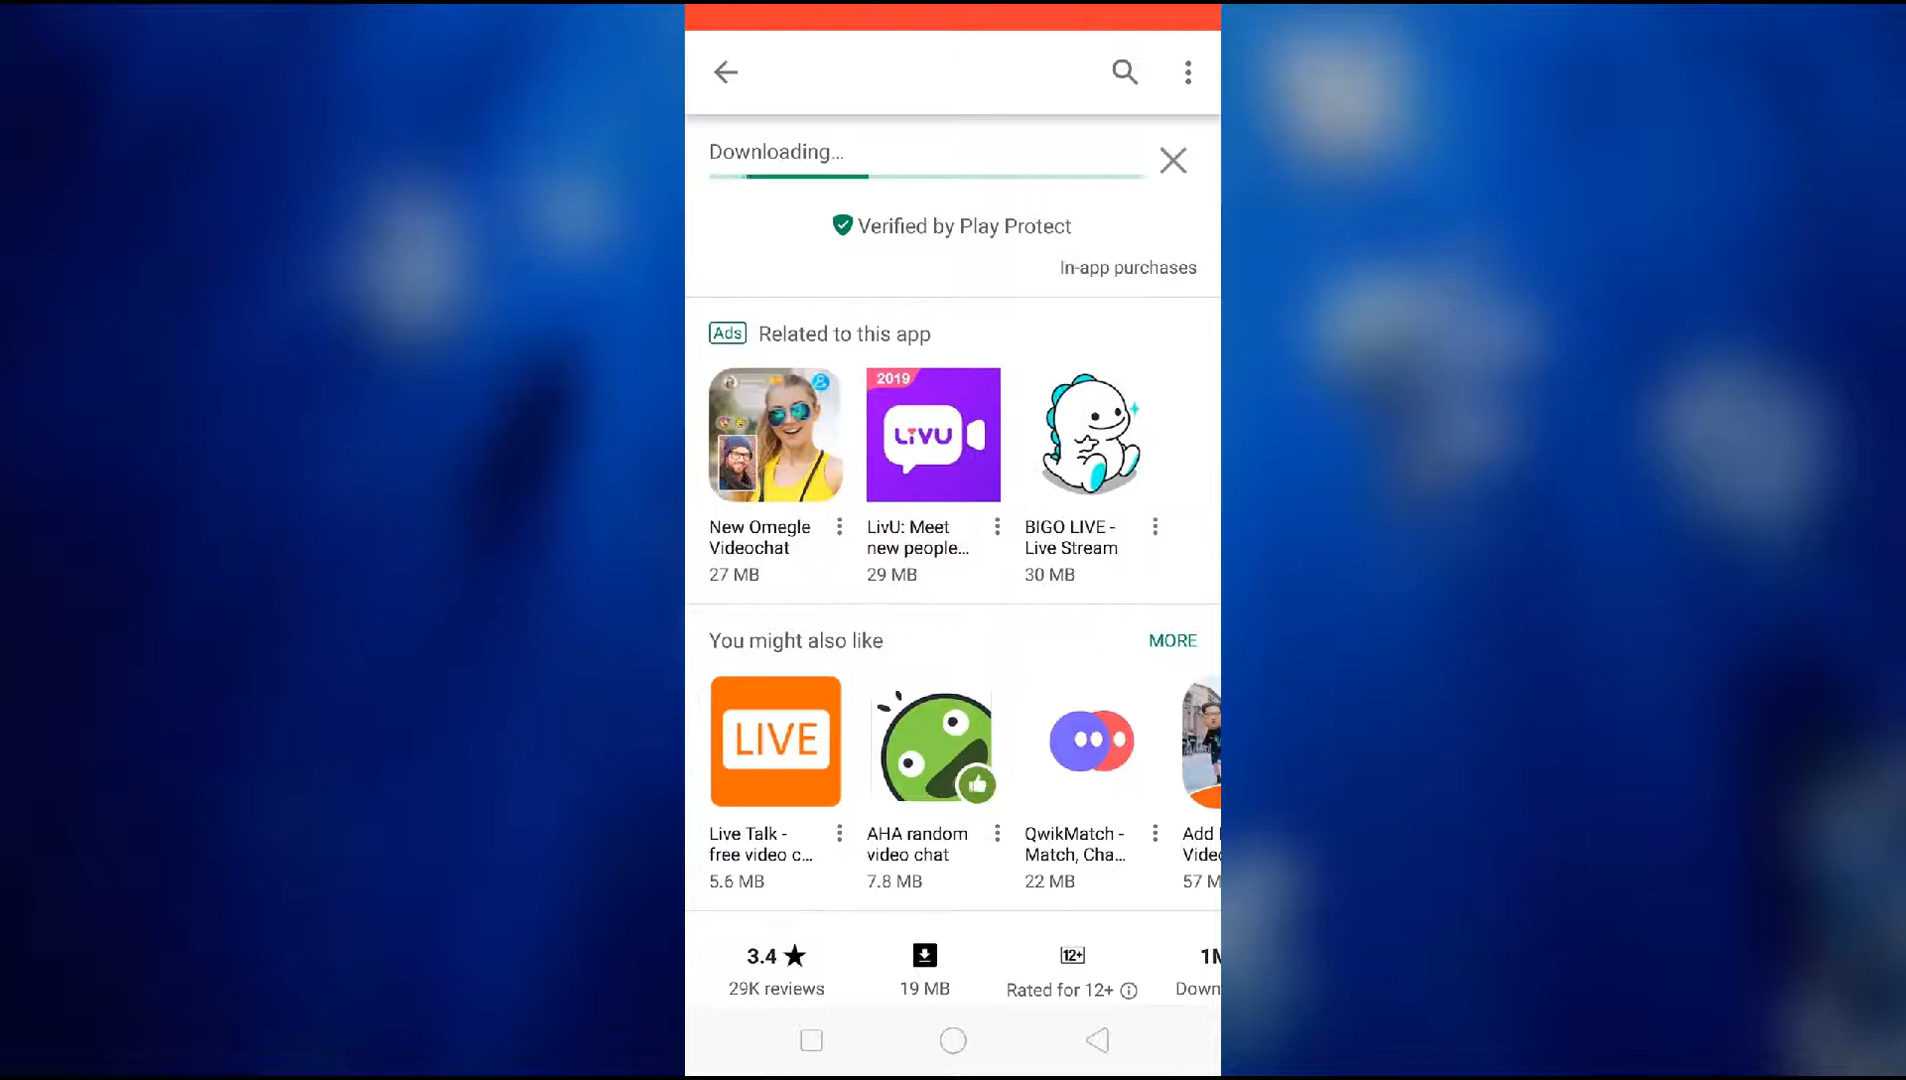 Downloading...
Verified by Play Protect
In-app purchases
Ads Related to this app
2019
LiVU
New Omegle
Videochat
27 MB
LivU: Meet
new people...
29 MB
BIGO LIVE -
Live Stream
30 MB
You might also like
MORE
LIVE
Live Talk -
free video c...
5.6 MB
AHA random
video chat
7.8 MB
QwikMatch -
Match, Cha...
22 MB
Add
Video
57 M
3.4 ★
29K reviews
19 MB
12+
Rated for 12+
1M
Down